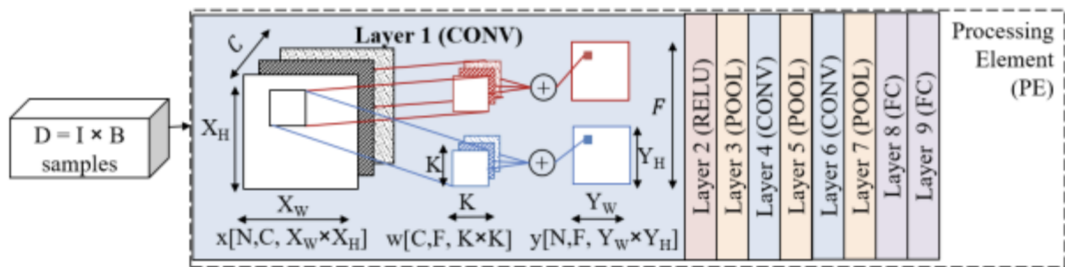 Layer 1 (CONV)
C
D = I × B
samples
X_H
X_W
x[N,C, X_W×X_H]
K
K
w[C,F, K×K]
+
+
F
Y_H
Y_W
y[N,F, Y_W×Y_H]
Layer 2 (RELU)
Layer 3 (POOL)
Layer 4 (CONV)
Layer 5 (POOL)
Layer 6 (CONV)
Layer 7 (POOL)
Layer 8 (FC)
Layer 9 (FC)
Processing
Element
(PE)